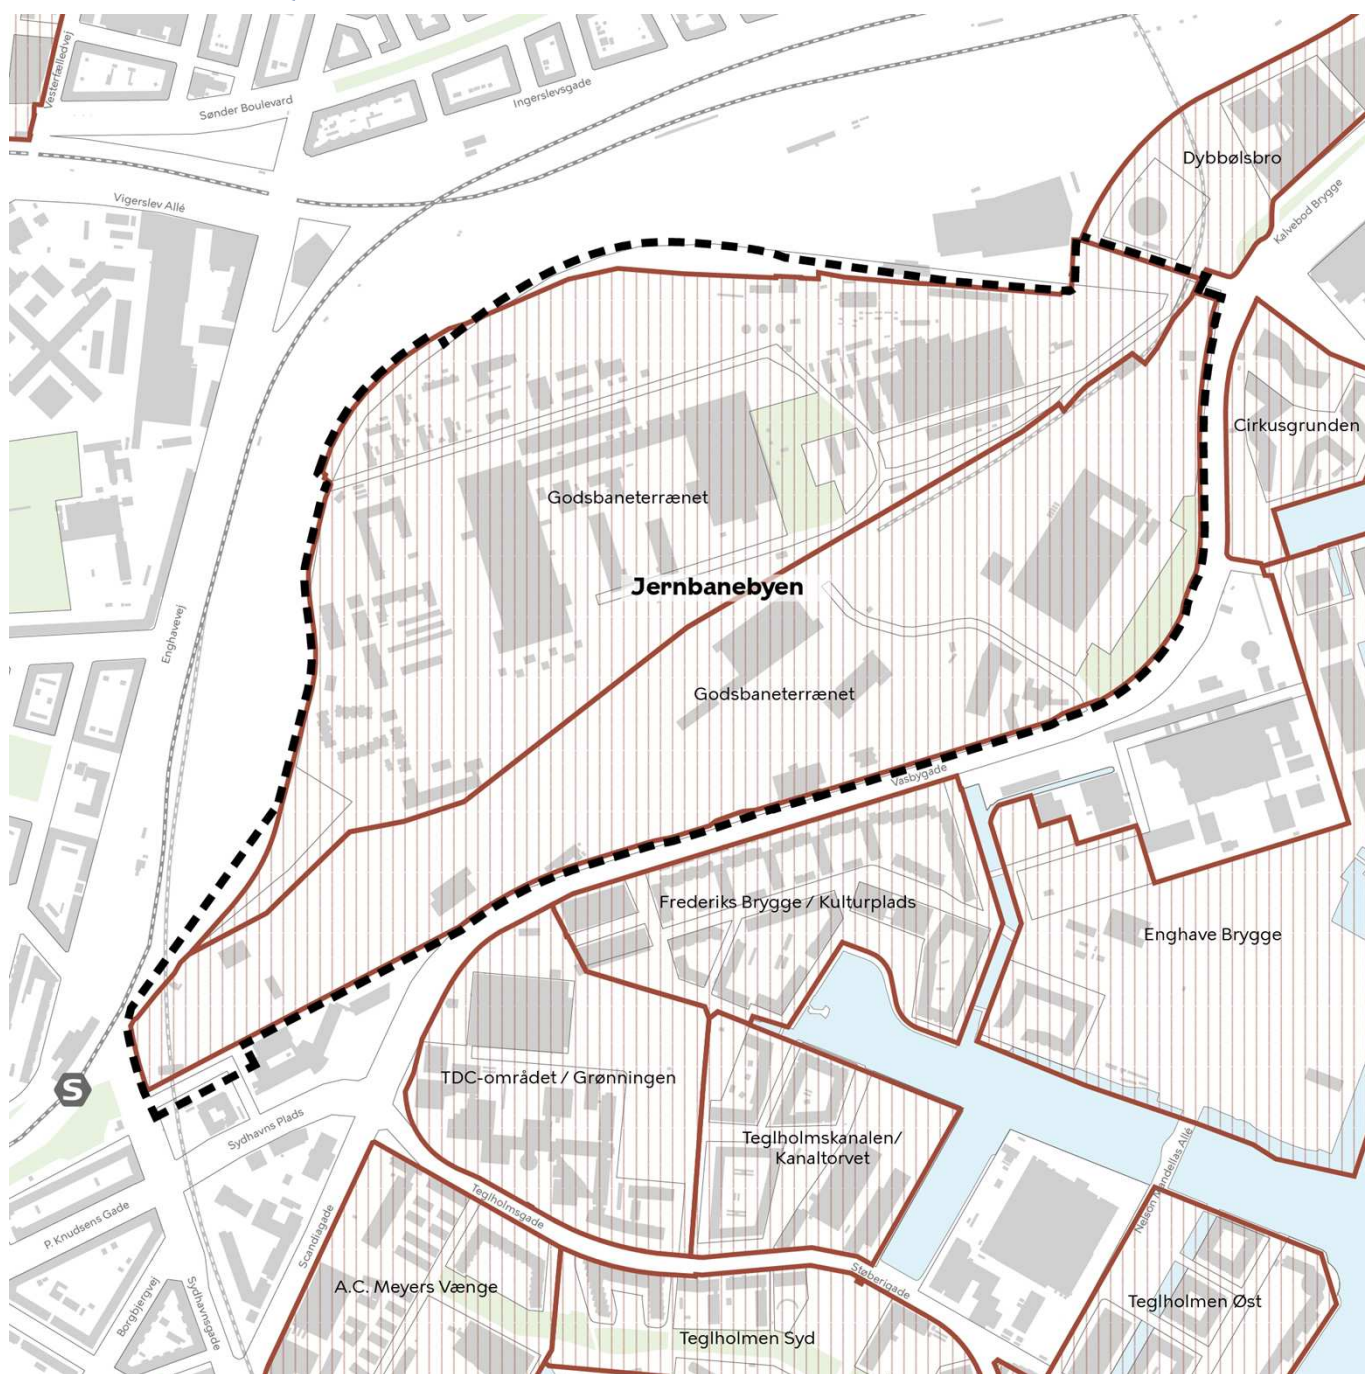 Vesterfælledvej
Sønder Boulevard
Ingerslevsgade
Dybbølsbro
Vigerslev Allé
Kalvebod Brygge
Cirkusgrunden
Godsbaneterrænet
Jernbanebyen
Enghavevej
Godsbaneterrænet
Vasbygade
Frederiks Brygge / Kulturplads
Enghave Brygge
TDC-området / Grønningen
S
Sydhavns Plads
Teglholmskanalen/
Kanaltorvet
Nelson Mandellas Allé
P. Knudsens Gade
Scandiagade
Teglholmsgade
Støberigade
A.C. Meyers Vænge
Borgbjergvej
Sydhavnsgade
Teglholmen Øst
Teglholmen Syd